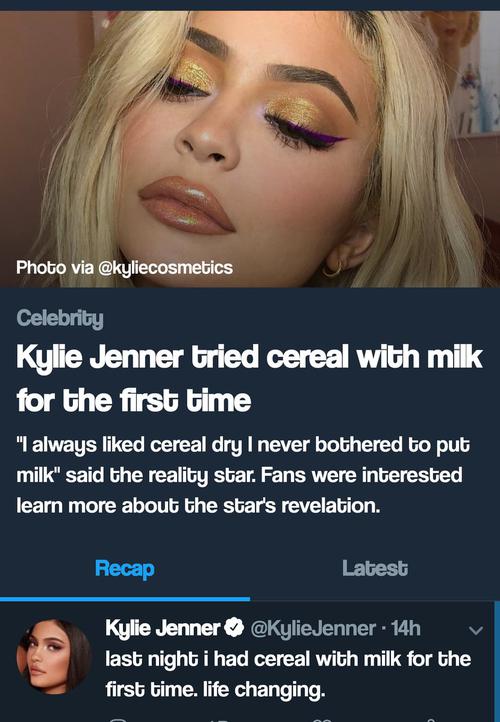 Photo via @kyliecosmetics
Celebrity
Kylie Jenner tried cereal with milk
for the first time
"I always liked cereal dry I never bothered to put
milk" said the reality star. Fans were interested
learn more about the star's revelation.
Recap Latest
Kylie Jenner @KylieJenner · 14h
last night i had cereal with milk for the
first time. life changing.